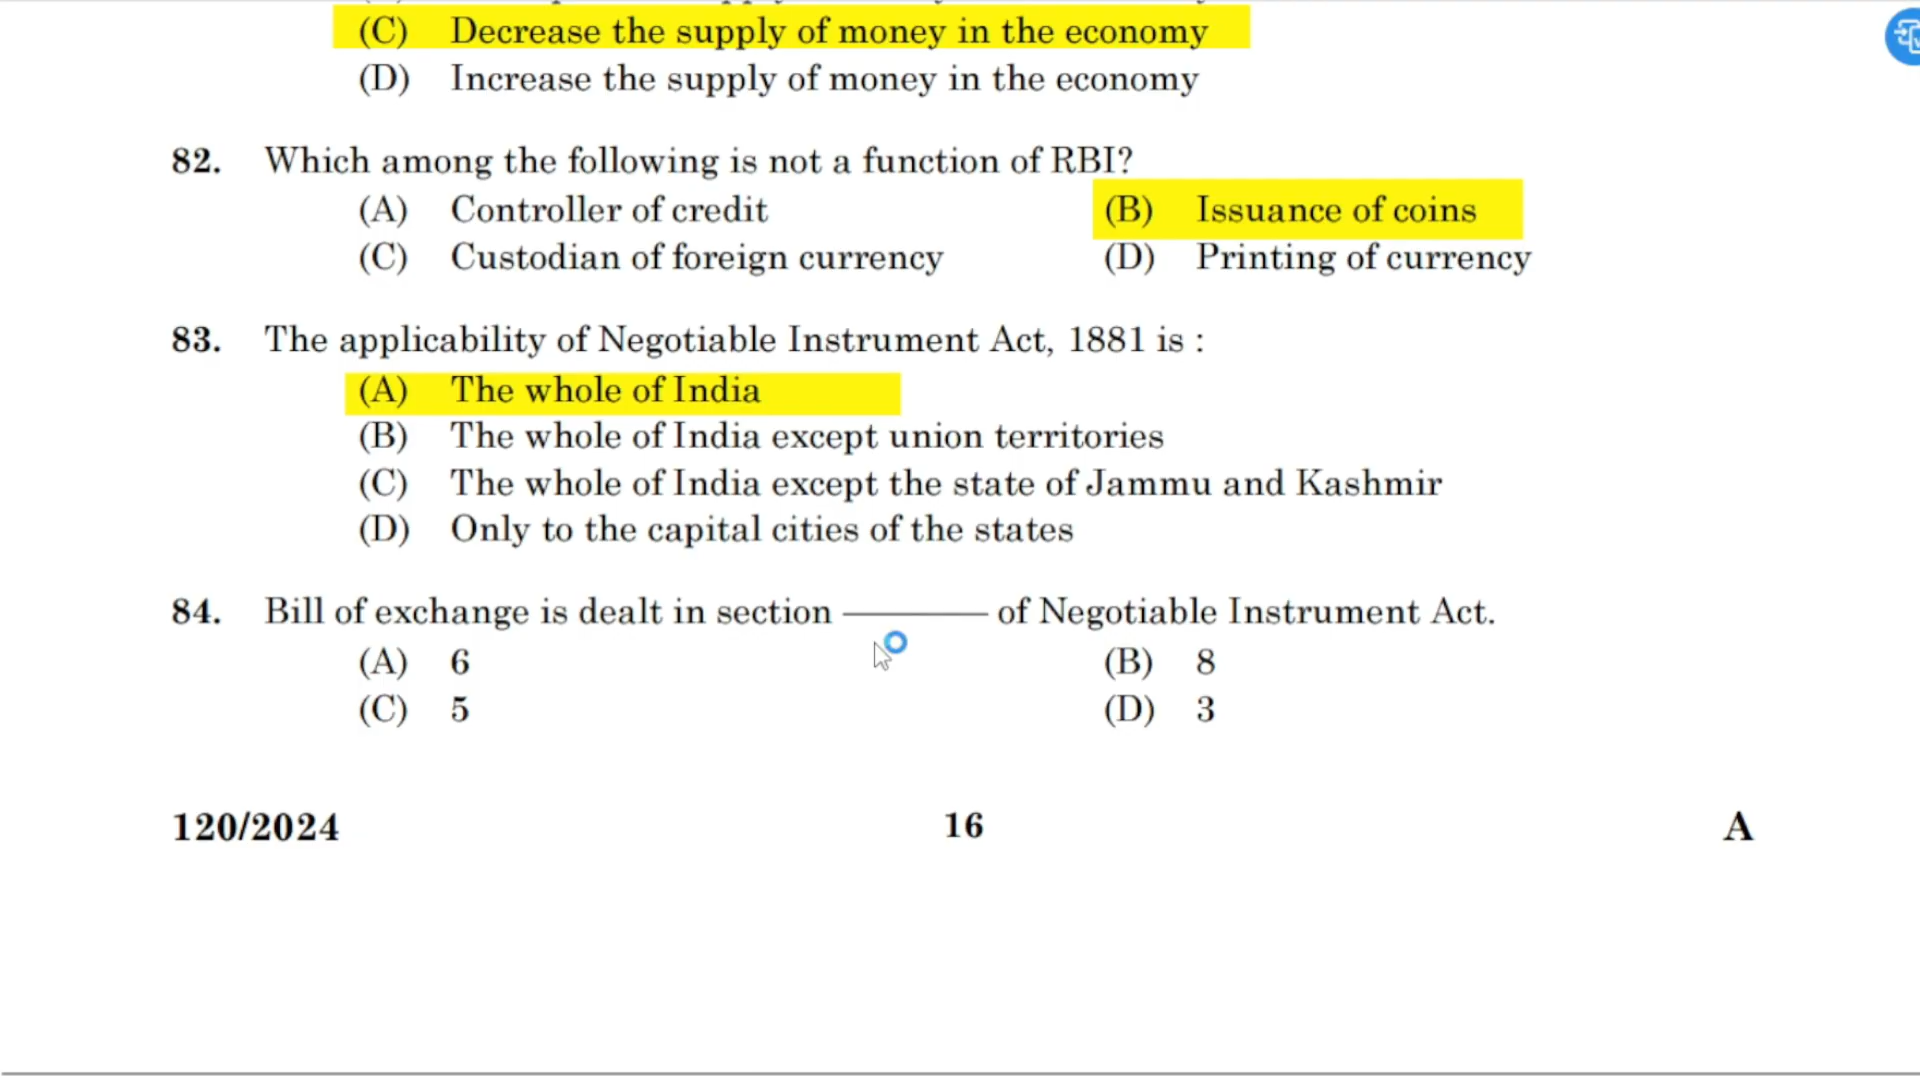 (C) Decrease the supply of money in the economy
(D) Increase the supply of money in the economy
82. Which among the following is not a function of RBI?
(A) Controller of credit (B) Issuance of coins
(C) Custodian of foreign currency (D) Printing of currency
83. The applicability of Negotiable Instrument Act, 1881 is :
(A) The whole of India
(B) The whole of India except union territories
(C) The whole of India except the state of Jammu and Kashmir
(D) Only to the capital cities of the states
84. Bill of exchange is dealt in section ——— of Negotiable Instrument Act.
(A) 6 (B) 8
(C) 5 (D) 3
120/2024 16 A